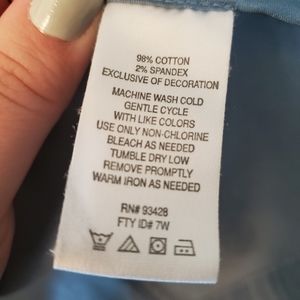 98% COTTON
2% SPANDEX
EXCLUSIVE OF DECORATION
MACHINE WASH COLD
GENTLE CYCLE
WITH LIKE COLORS
USE ONLY NON-CHLORINE
BLEACH AS NEEDED
TUMBLE DRY LOW
REMOVE PROMPTLY
WARM IRON AS NEEDED
RN# 93428
FTY ID# 7W